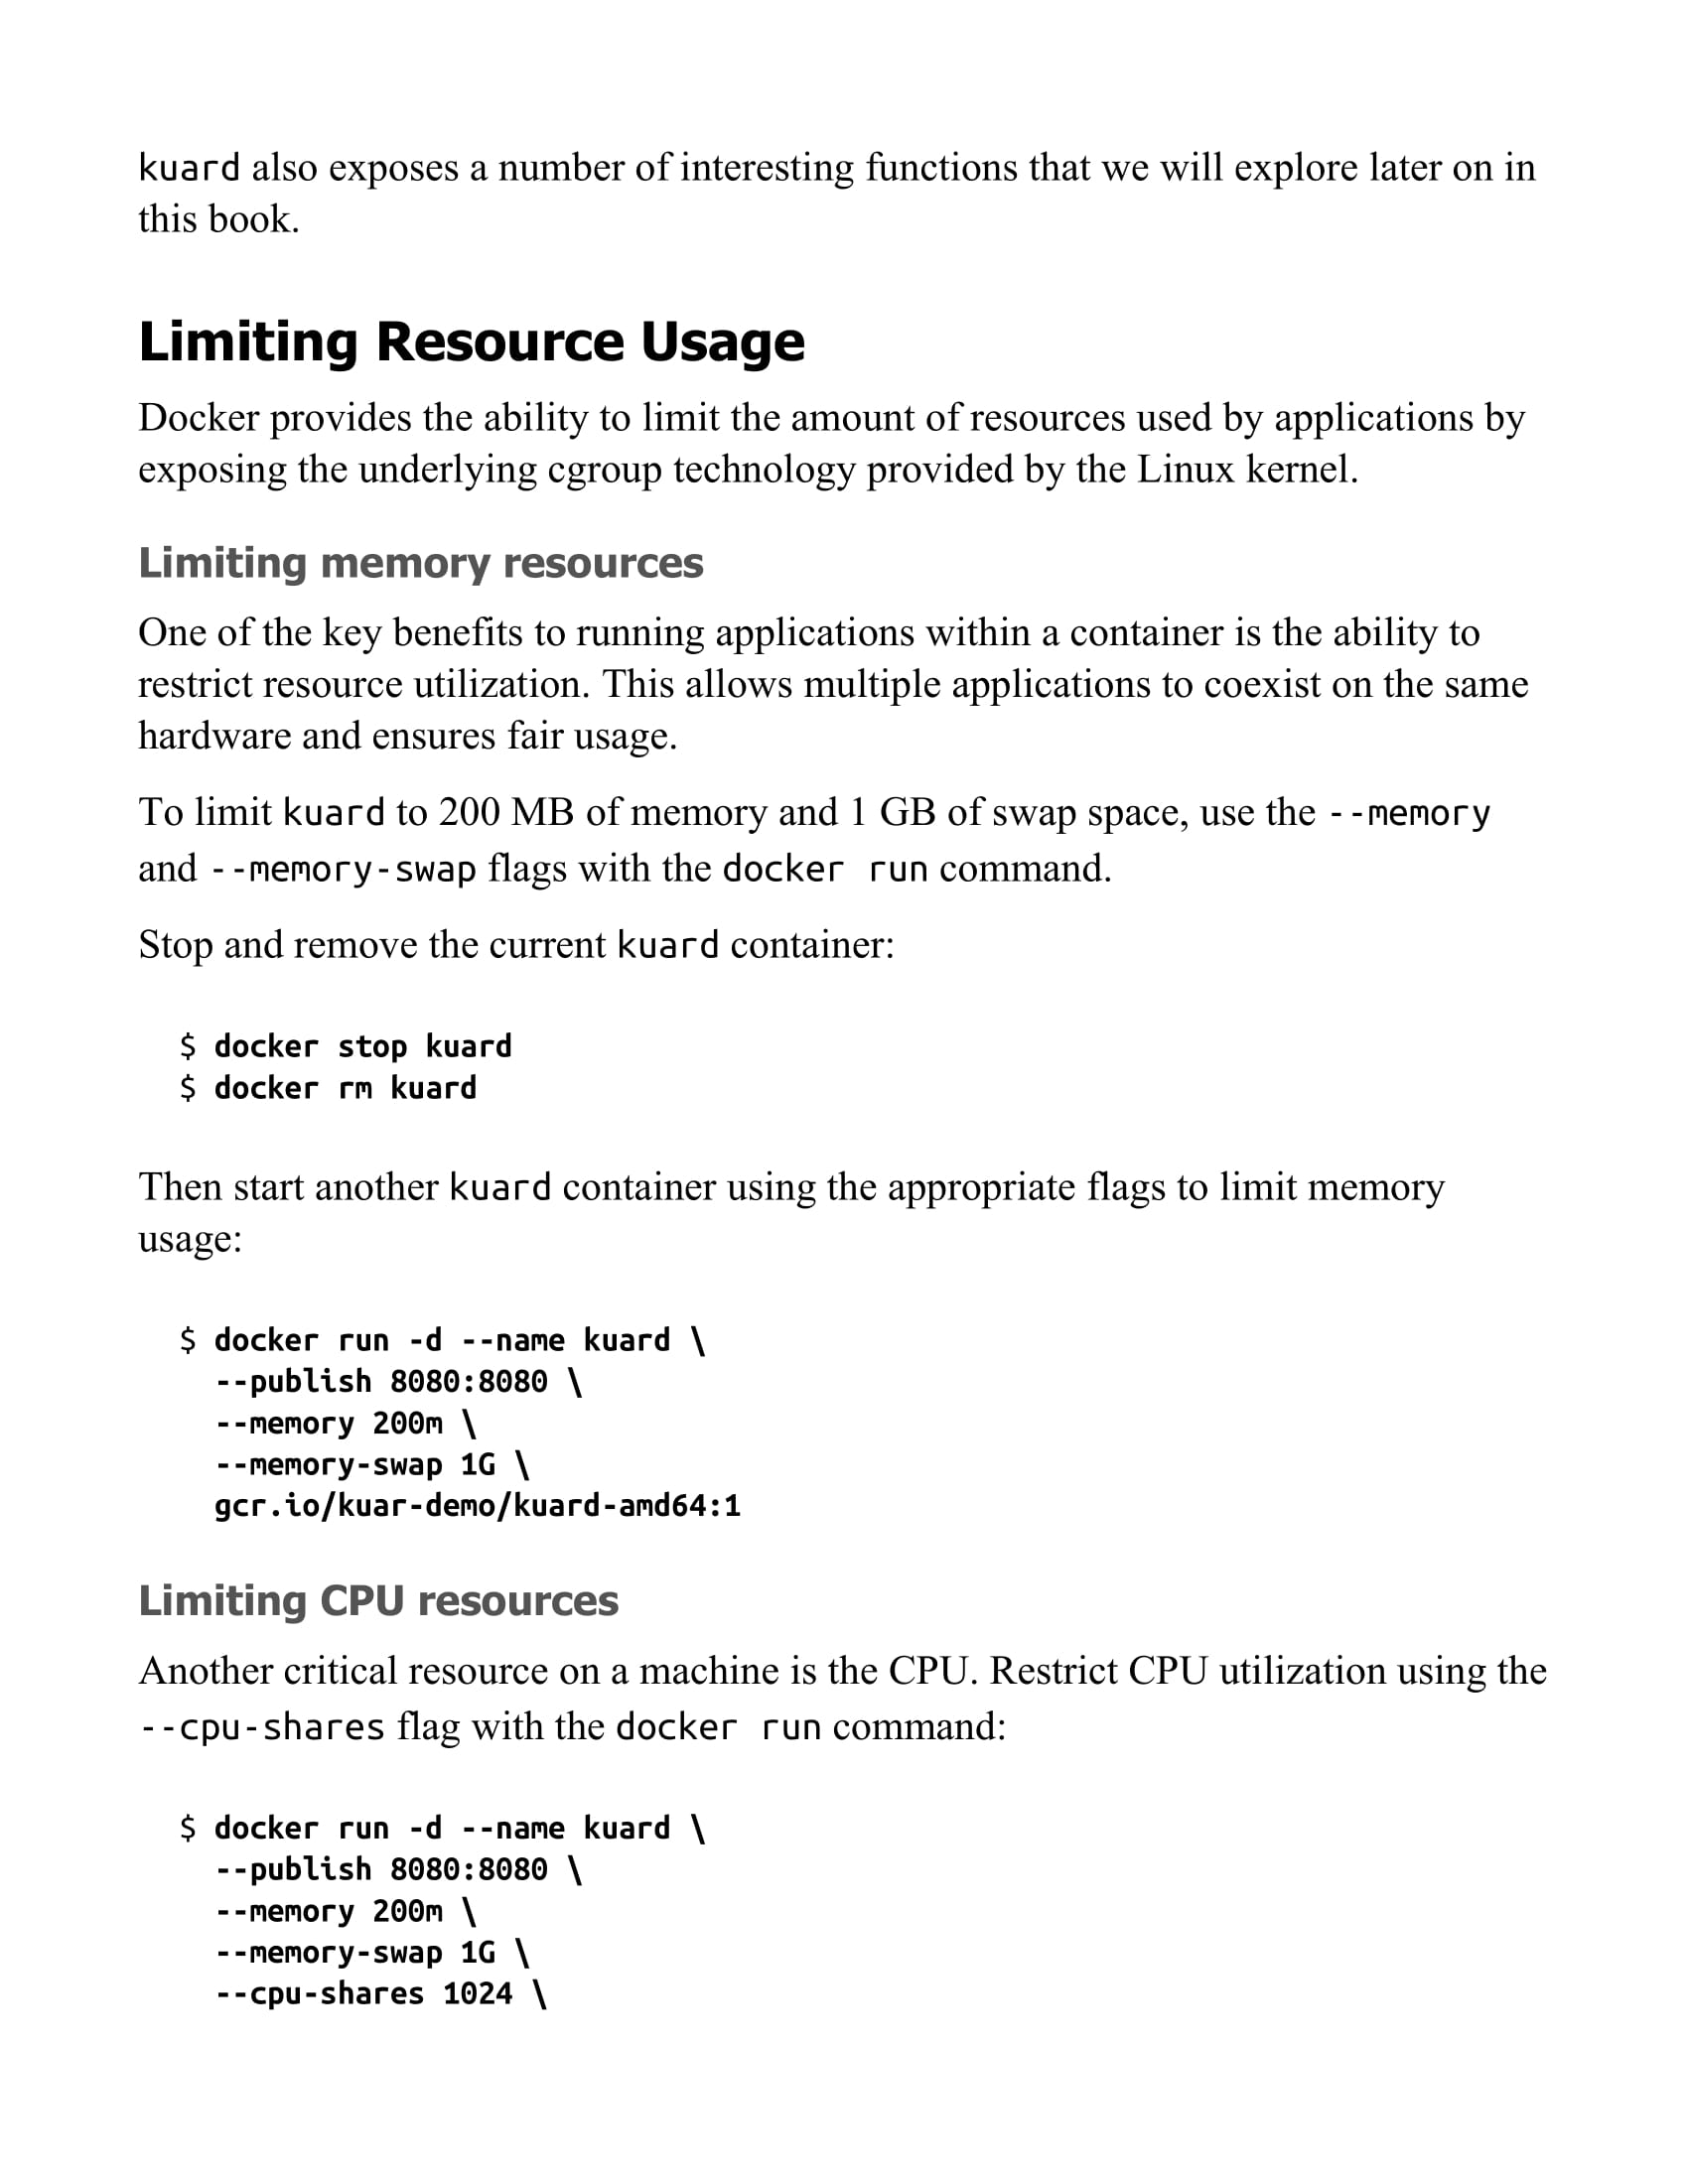 kuard also exposes a number of interesting functions that we will explore later on in
this book.
Limiting Resource Usage
Docker provides the ability to limit the amount of resources used by applications by
exposing the underlying cgroup technology provided by the Linux kernel.
Limiting memory resources
One of the key benefits to running applications within a container is the ability to
restrict resource utilization. This allows multiple applications to coexist on the same
hardware and ensures fair usage.
To limit kuard to 200 MB of memory and 1 GB of swap space, use the --memory
and --memory-swap flags with the docker run command.
Stop and remove the current kuard container:
$ docker stop kuard
$ docker rm kuard
Then start another kuard container using the appropriate flags to limit memory
usage:
$ docker run -d --name kuard \
--publish 8080:8080 \
--memory 200m \
--memory-swap 1G \
gcr.io/kuar-demo/kuard-amd64:1
Limiting CPU resources
Another critical resource on a machine is the CPU. Restrict CPU utilization using the
--cpu-shares flag with the docker run command:
$ docker run -d --name kuard \
--publish 8080:8080 \
--memory 200m \
--memory-swap 1G \
--cpu-shares 1024 \